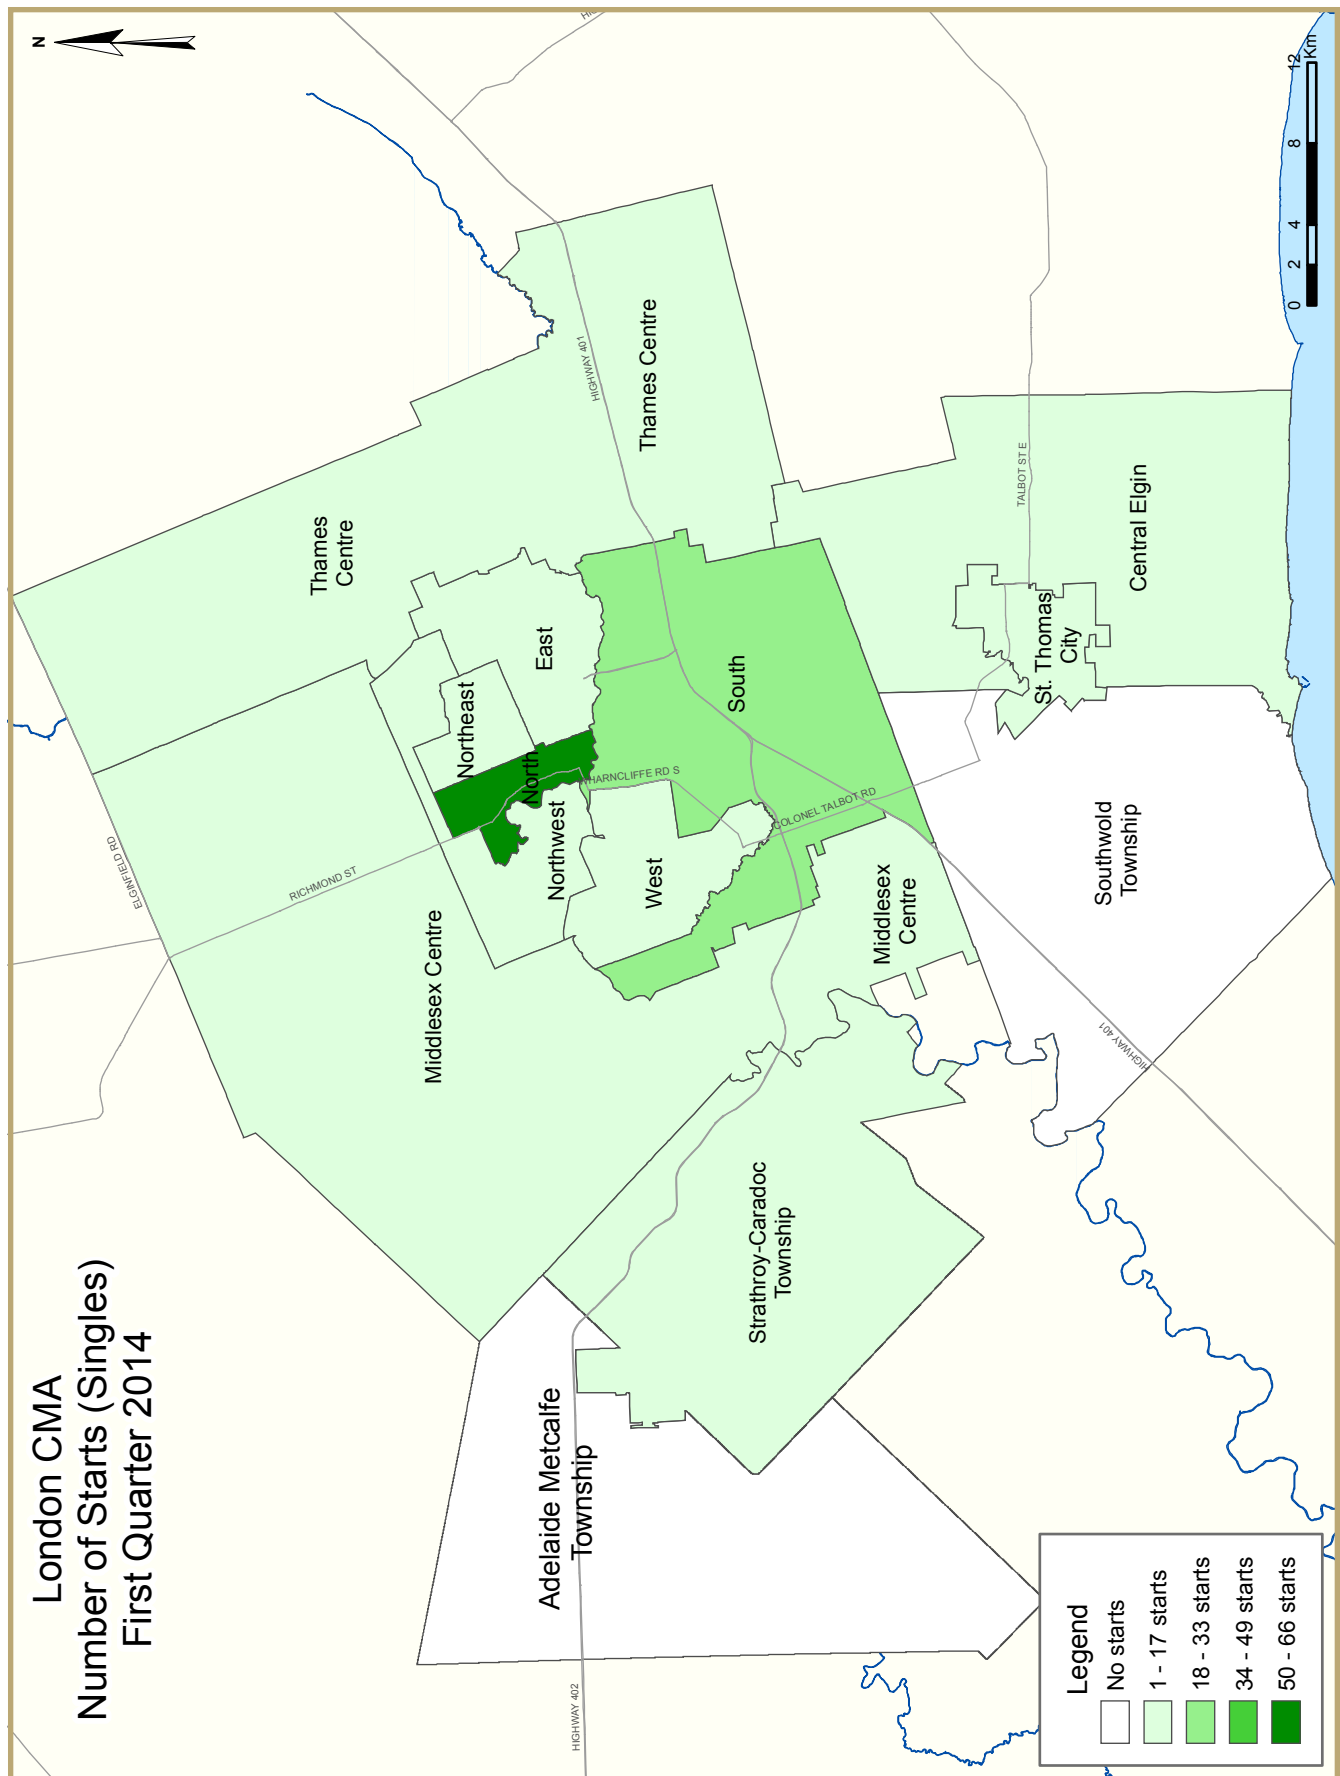 London CMA
Number of Starts (Singles)
First Quarter 2014
N
ELGINFIELD RD
RICHMOND ST
Thames
Centre
Middlesex Centre
Northeast
East
North
Northwest
West
WHARNCLIFFE RD S
South
HIGHWAY 401
Thames Centre
COLONEL TALBOT RD
Middlesex
Centre
Adelaide Metcalfe
Township
HIGHWAY 402
Strathroy-Caradoc
Township
TALBOT ST E
St. Thomas
City
Central Elgin
Southwold
Township
HIGHWAY 401
Legend
No starts
1 - 17 starts
18 - 33 starts
34 - 49 starts
50 - 66 starts
0 2 4 8 12
Km